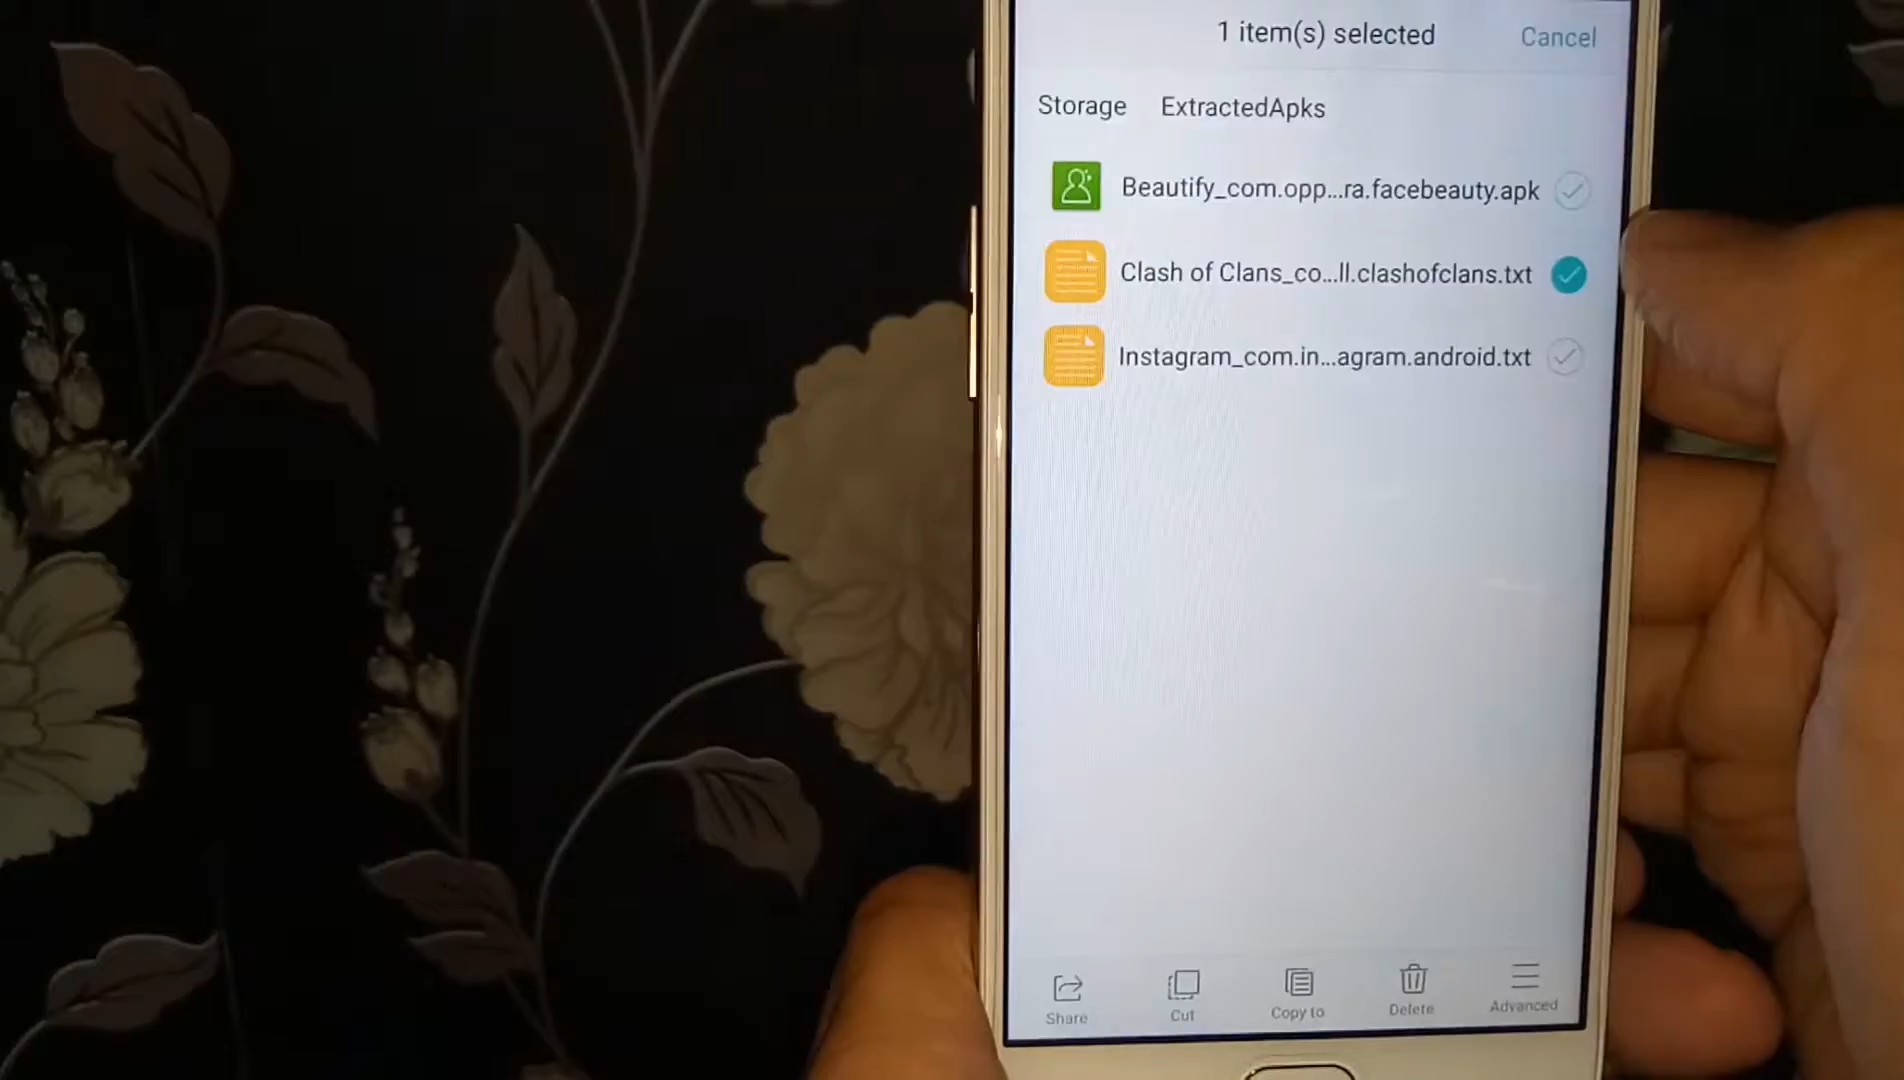 1 item(s) selected
Cancel
Storage ExtractedApks
Beautify_com.opp...ra.facebeauty.apk
Clash of Clans_co...ll.clashofclans.txt
Instagram_com.in...agram.android.txt
Share Cut Copy to Delete Advanced